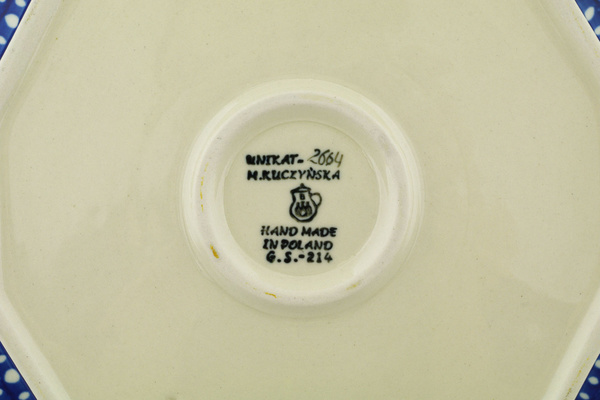 UNIKAT-2664
M.KUCZYŃSKA
HAND MADE
IN POLAND
G.S.-214